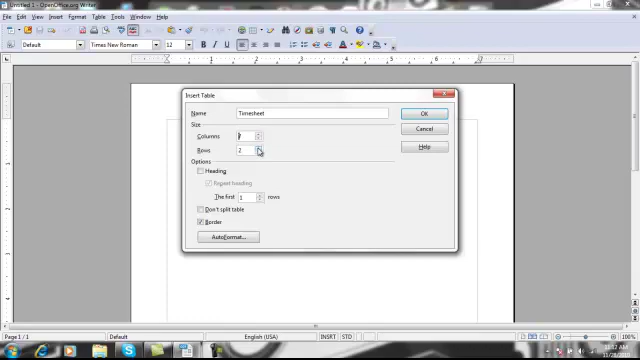 Untitled 1 - OpenOffice.org Writer
File Edit View Insert Format Table Tools Window Help
Default Times New Roman 12 B I U
Insert Table
Name Timesheet OK
Size
Columns 7 Cancel
Rows 2 Help
Options
Heading
Repeat heading
The first 1 rows
Don't split table
Border
AutoFormat...
Page 1 / 1 Default English (USA) INSRT STD 100%